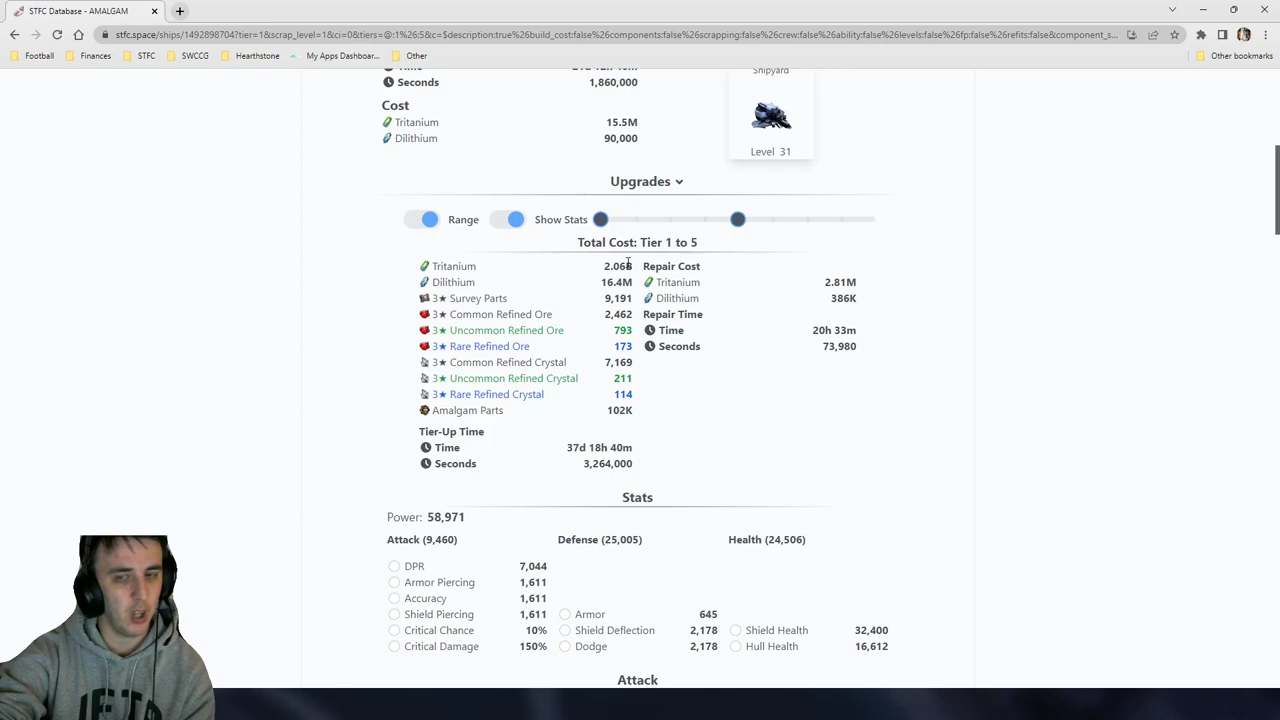 STFC Database - AMALGAM
stfc.space/ships/1492898704?tier=1&scrap_level=1&ci=0&tiers=@:1%26:5&c=$description:true%26build_cost:false%26components:false%26scrapping:false%26crew:false%26ability:false%26levels:false%26fp:false%26refits:false&component_s...
Football Finances STFC SWCCG Hearthstone My Apps Dashboar... Other Other bookmarks
Seconds 1,860,000
Shipyard
Cost
Tritanium 15.5M
Dilithium 90,000
Level 31
Upgrades
Range Show Stats
Total Cost: Tier 1 to 5
Tritanium 2.06B Repair Cost
Dilithium 16.4M Tritanium 2.81M
3★ Survey Parts 9,191 Dilithium 386K
3★ Common Refined Ore 2,462 Repair Time
3★ Uncommon Refined Ore 793 Time 20h 33m
3★ Rare Refined Ore 173 Seconds 73,980
3★ Common Refined Crystal 7,169
3★ Uncommon Refined Crystal 211
3★ Rare Refined Crystal 114
Amalgam Parts 102K
Tier-Up Time
Time 37d 18h 40m
Seconds 3,264,000
Stats
Power: 58,971
Attack (9,460) Defense (25,005) Health (24,506)
DPR 7,044
Armor Piercing 1,611
Accuracy 1,611
Shield Piercing 1,611 Armor 645
Critical Chance 10% Shield Deflection 2,178 Shield Health 32,400
Critical Damage 150% Dodge 2,178 Hull Health 16,612
Attack